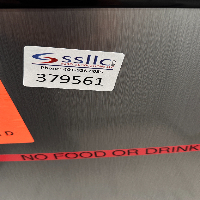 ssllc
379561
D
NO FOOD OR DRINK